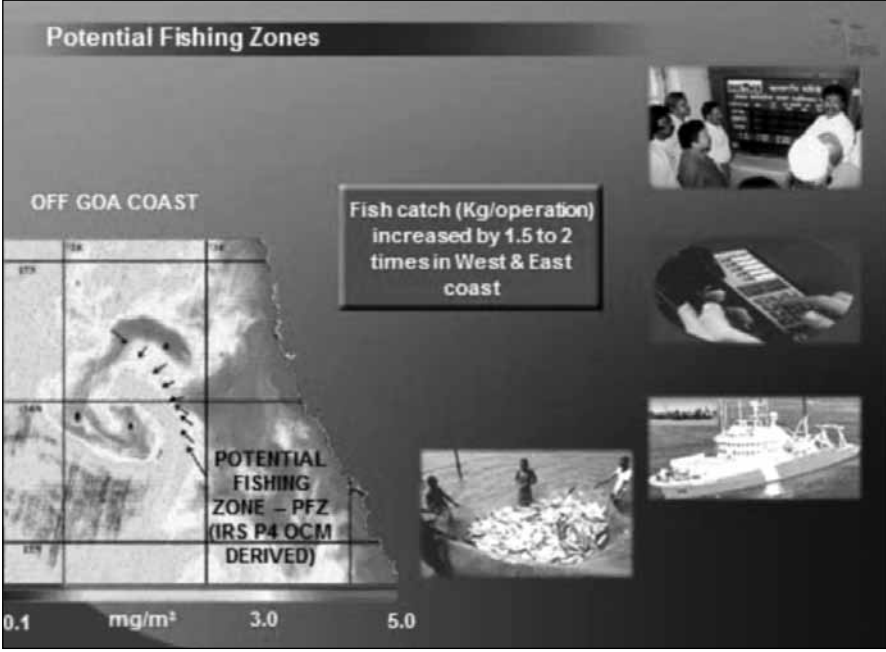 Potential Fishing Zones
OFF GOA COAST
Fish catch (Kg/operation)
increased by 1.5 to 2
times in West & East
coast
POTENTIAL
FISHING
ZONE – PFZ
(IRS P4 OCM
DERIVED)
0.1 mg/m³ 3.0 5.0